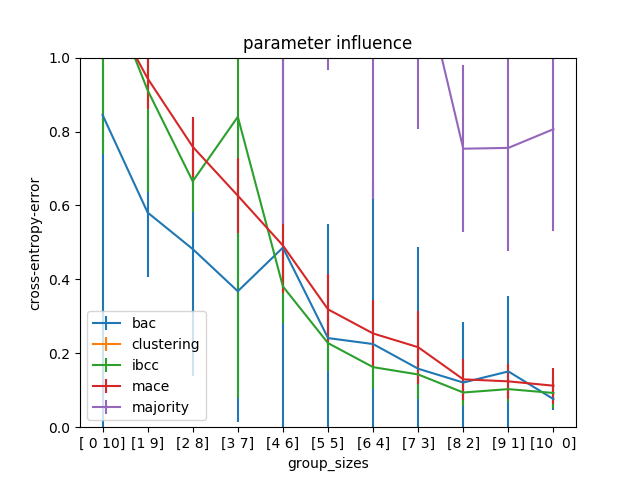 parameter influence
cross-entropy-error
1.0
0.8
0.6
0.4
0.2
0.0
bac
clustering
ibcc
mace
majority
[ 0 10] [1 9] [2 8] [3 7] [4 6] [5 5] [6 4] [7 3] [8 2] [9 1] [10  0]
group_sizes